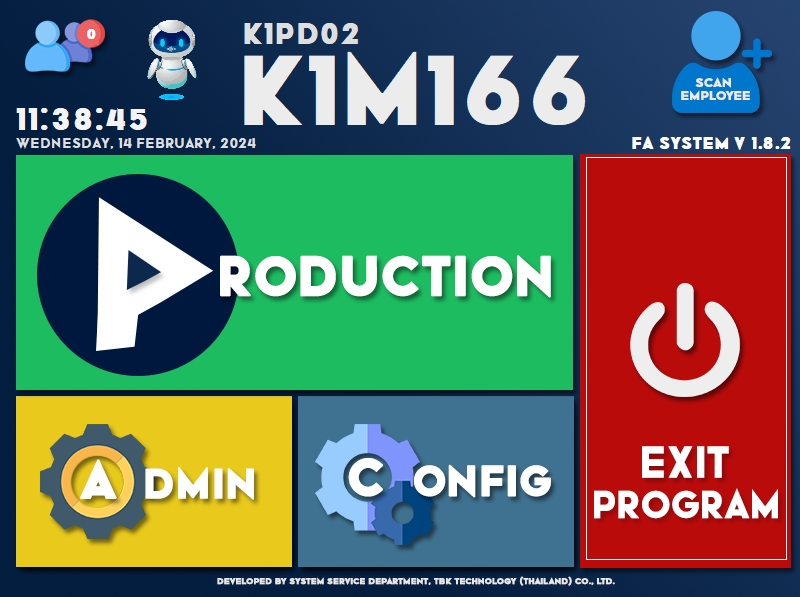 0
K1PD02
K1M166
SCAN
EMPLOYEE
11:38:45
WEDNESDAY, 14 FEBRUARY, 2024
FA SYSTEM V 1.8.2
PRODUCTION
ADMIN
CONFIG
EXIT
PROGRAM
DEVELOPED BY SYSTEM SERVICE DEPARTMENT, TBK TECHNOLOGY (THAILAND) CO., LTD.